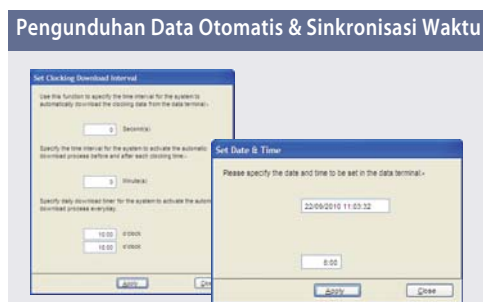 Pengunduhan Data Otomatis & Sinkronisasi Waktu
Set Clocking Download Interval
Use this function to specify the time interval for the system to
automatically download the clocking data from the data terminal:-
0 Second(s)
Specify the time interval for the system to activate the automatic
download process before and after each clocking time:-
0 Minute(s)
Specify daily download timer for the system to activate the
download process everyday.
10:00 o'clock
18:00 o'clock
Apply
Set Date & Time
Please specify the date and time to be set in the data terminal:-
22/09/2010 11:03:32
8:00
Apply Close